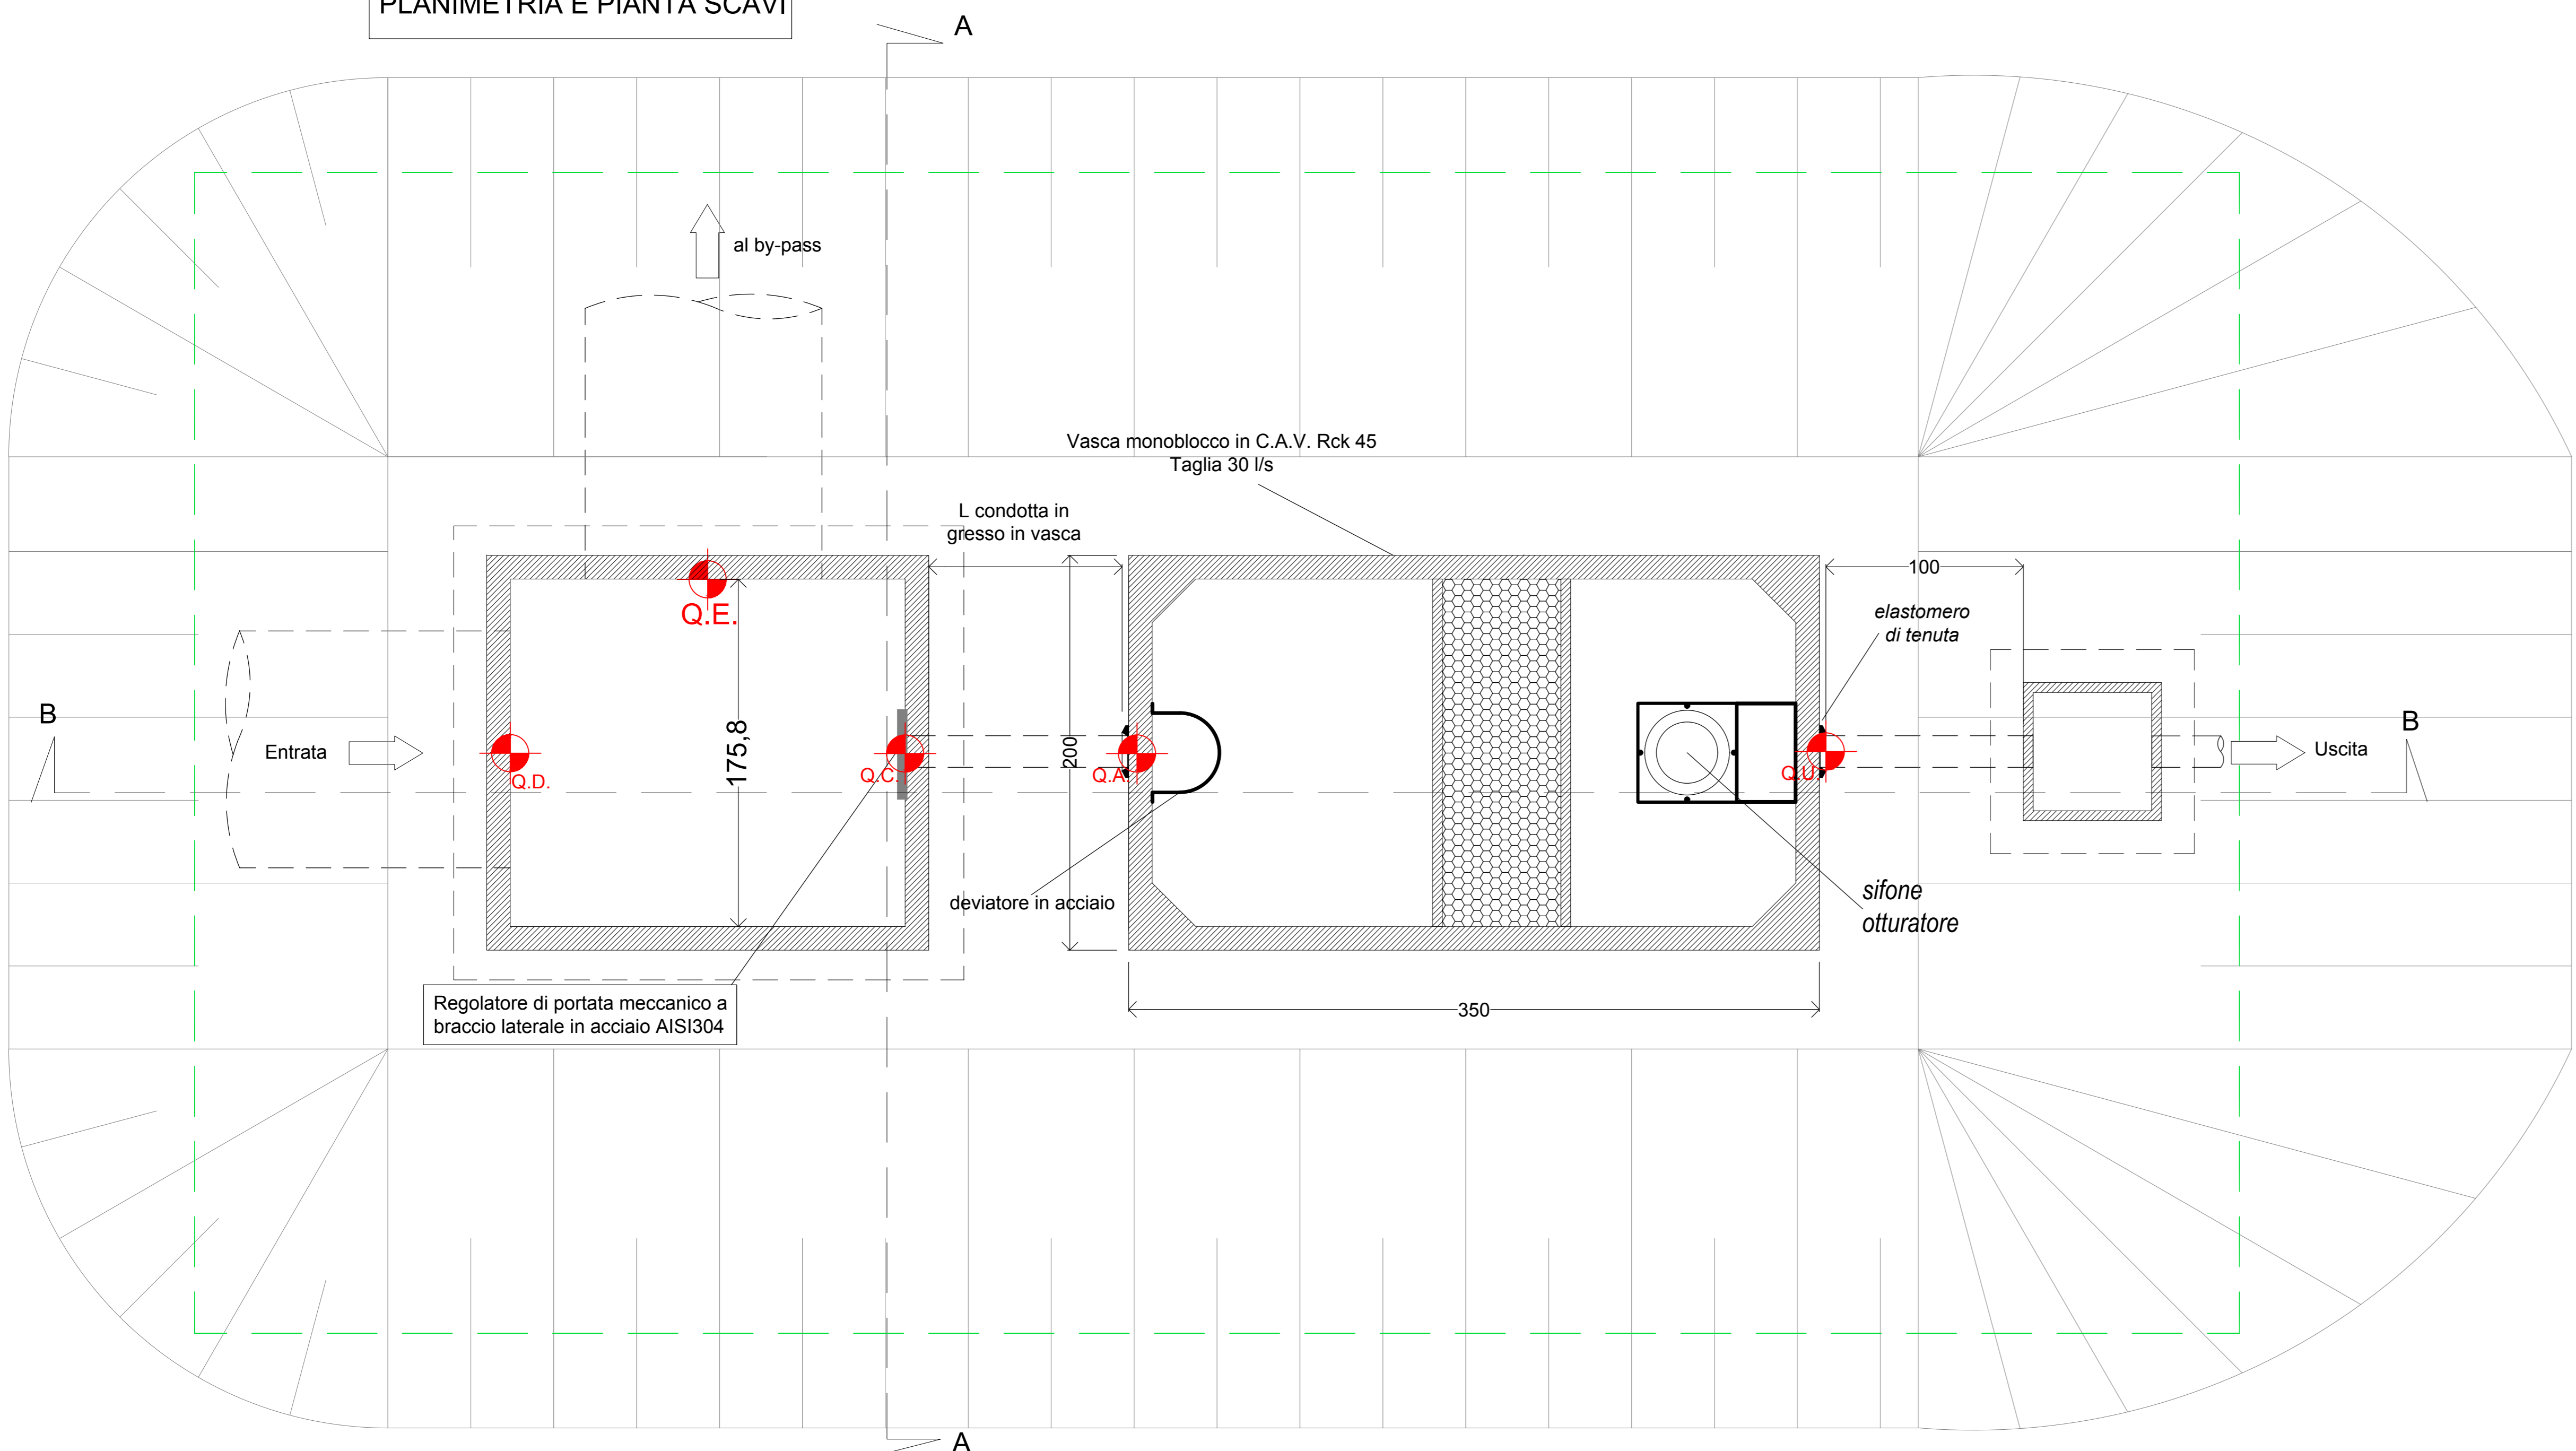 PLANIMETRIA E PIANTA SCAVI
A
al by-pass
Vasca monoblocco in C.A.V. Rck 45
Taglia 30 l/s
L condotta in
gresso in vasca
100
elastomero
di tenuta
Q.E.
175,8
200
B
Entrata
Q.D.
Q.C.
Q.A.
Q.U.
Uscita
B
deviatore in acciaio
sifone
otturatore
Regolatore di portata meccanico a
braccio laterale in acciaio AISI304
350
A